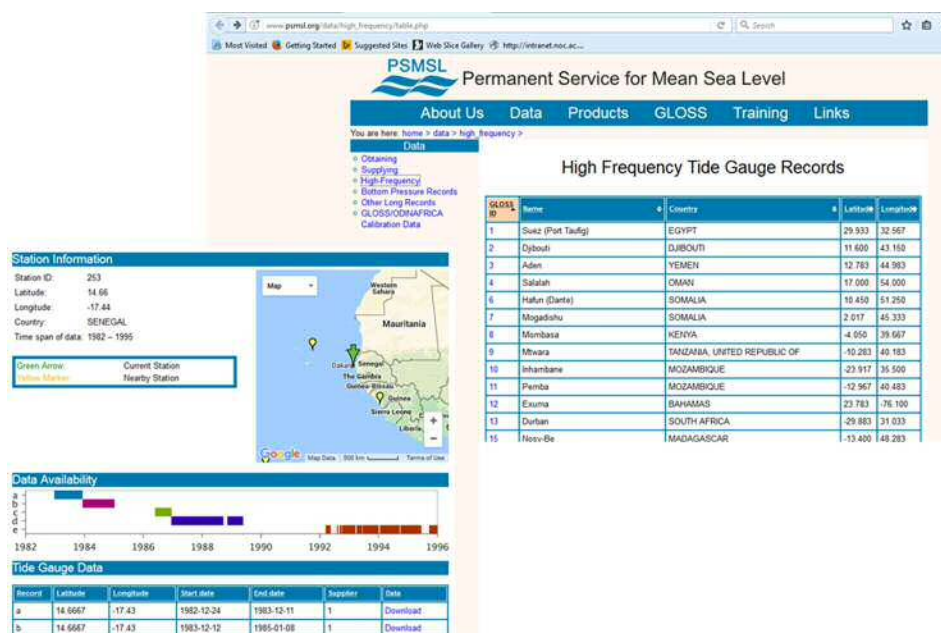 www.psmsl.org/data/high_frequency/table.php
Search
Most Visited Getting Started Suggested Sites Web Slice Gallery http://intranet.noc.ac...
PSMSL
Permanent Service for Mean Sea Level
About Us Data Products GLOSS Training Links
You are here: home > data > high_frequency >
Data
Obtaining
Supplying
High-Frequency
Bottom Pressure Records
Other Long Records
GLOSS/ODINAFRICA
Calibration Data
High Frequency Tide Gauge Records
GLOSS ID Name Country Latitude Longitude
1 Suez (Port Taufig) EGYPT 29.933 32.567
2 Djibouti DJIBOUTI 11.600 43.150
3 Aden YEMEN 12.783 44.983
4 Salalah OMAN 17.000 54.000
6 Hafun (Dante) SOMALIA 10.450 51.250
7 Mogadishu SOMALIA 2.017 45.333
8 Mombasa KENYA -4.050 39.667
9 Mtwara TANZANIA, UNITED REPUBLIC OF -10.283 40.183
10 Inhambane MOZAMBIQUE -23.917 35.500
11 Pemba MOZAMBIQUE -12.967 40.483
12 Exuma BAHAMAS 23.783 -76.100
13 Durban SOUTH AFRICA -29.883 31.033
15 Nosy-Be MADAGASCAR -13.400 48.283
Station Information
Station ID: 253
Latitude: 14.66
Longitude: -17.44
Country: SENEGAL
Time span of data: 1982 – 1995
Green Arrow: Current Station
Yellow Marker: Nearby Station
Map
Western Sahara
Mauritania
Dakar Senegal
The Gambia
Guinea-Bissau
Guinea
Sierra Leone
Liberia
+
−
Google Map Data 500 km Terms of Use
Data Availability
a
b
c
d
e
1982 1984 1986 1988 1990 1992 1994 1996
Tide Gauge Data
Record Latitude Longitude Start date End date Supplier Data
a 14.6667 -17.43 1982-12-24 1983-12-11 1 Download
b 14.6667 -17.43 1983-12-12 1985-01-08 1 Download